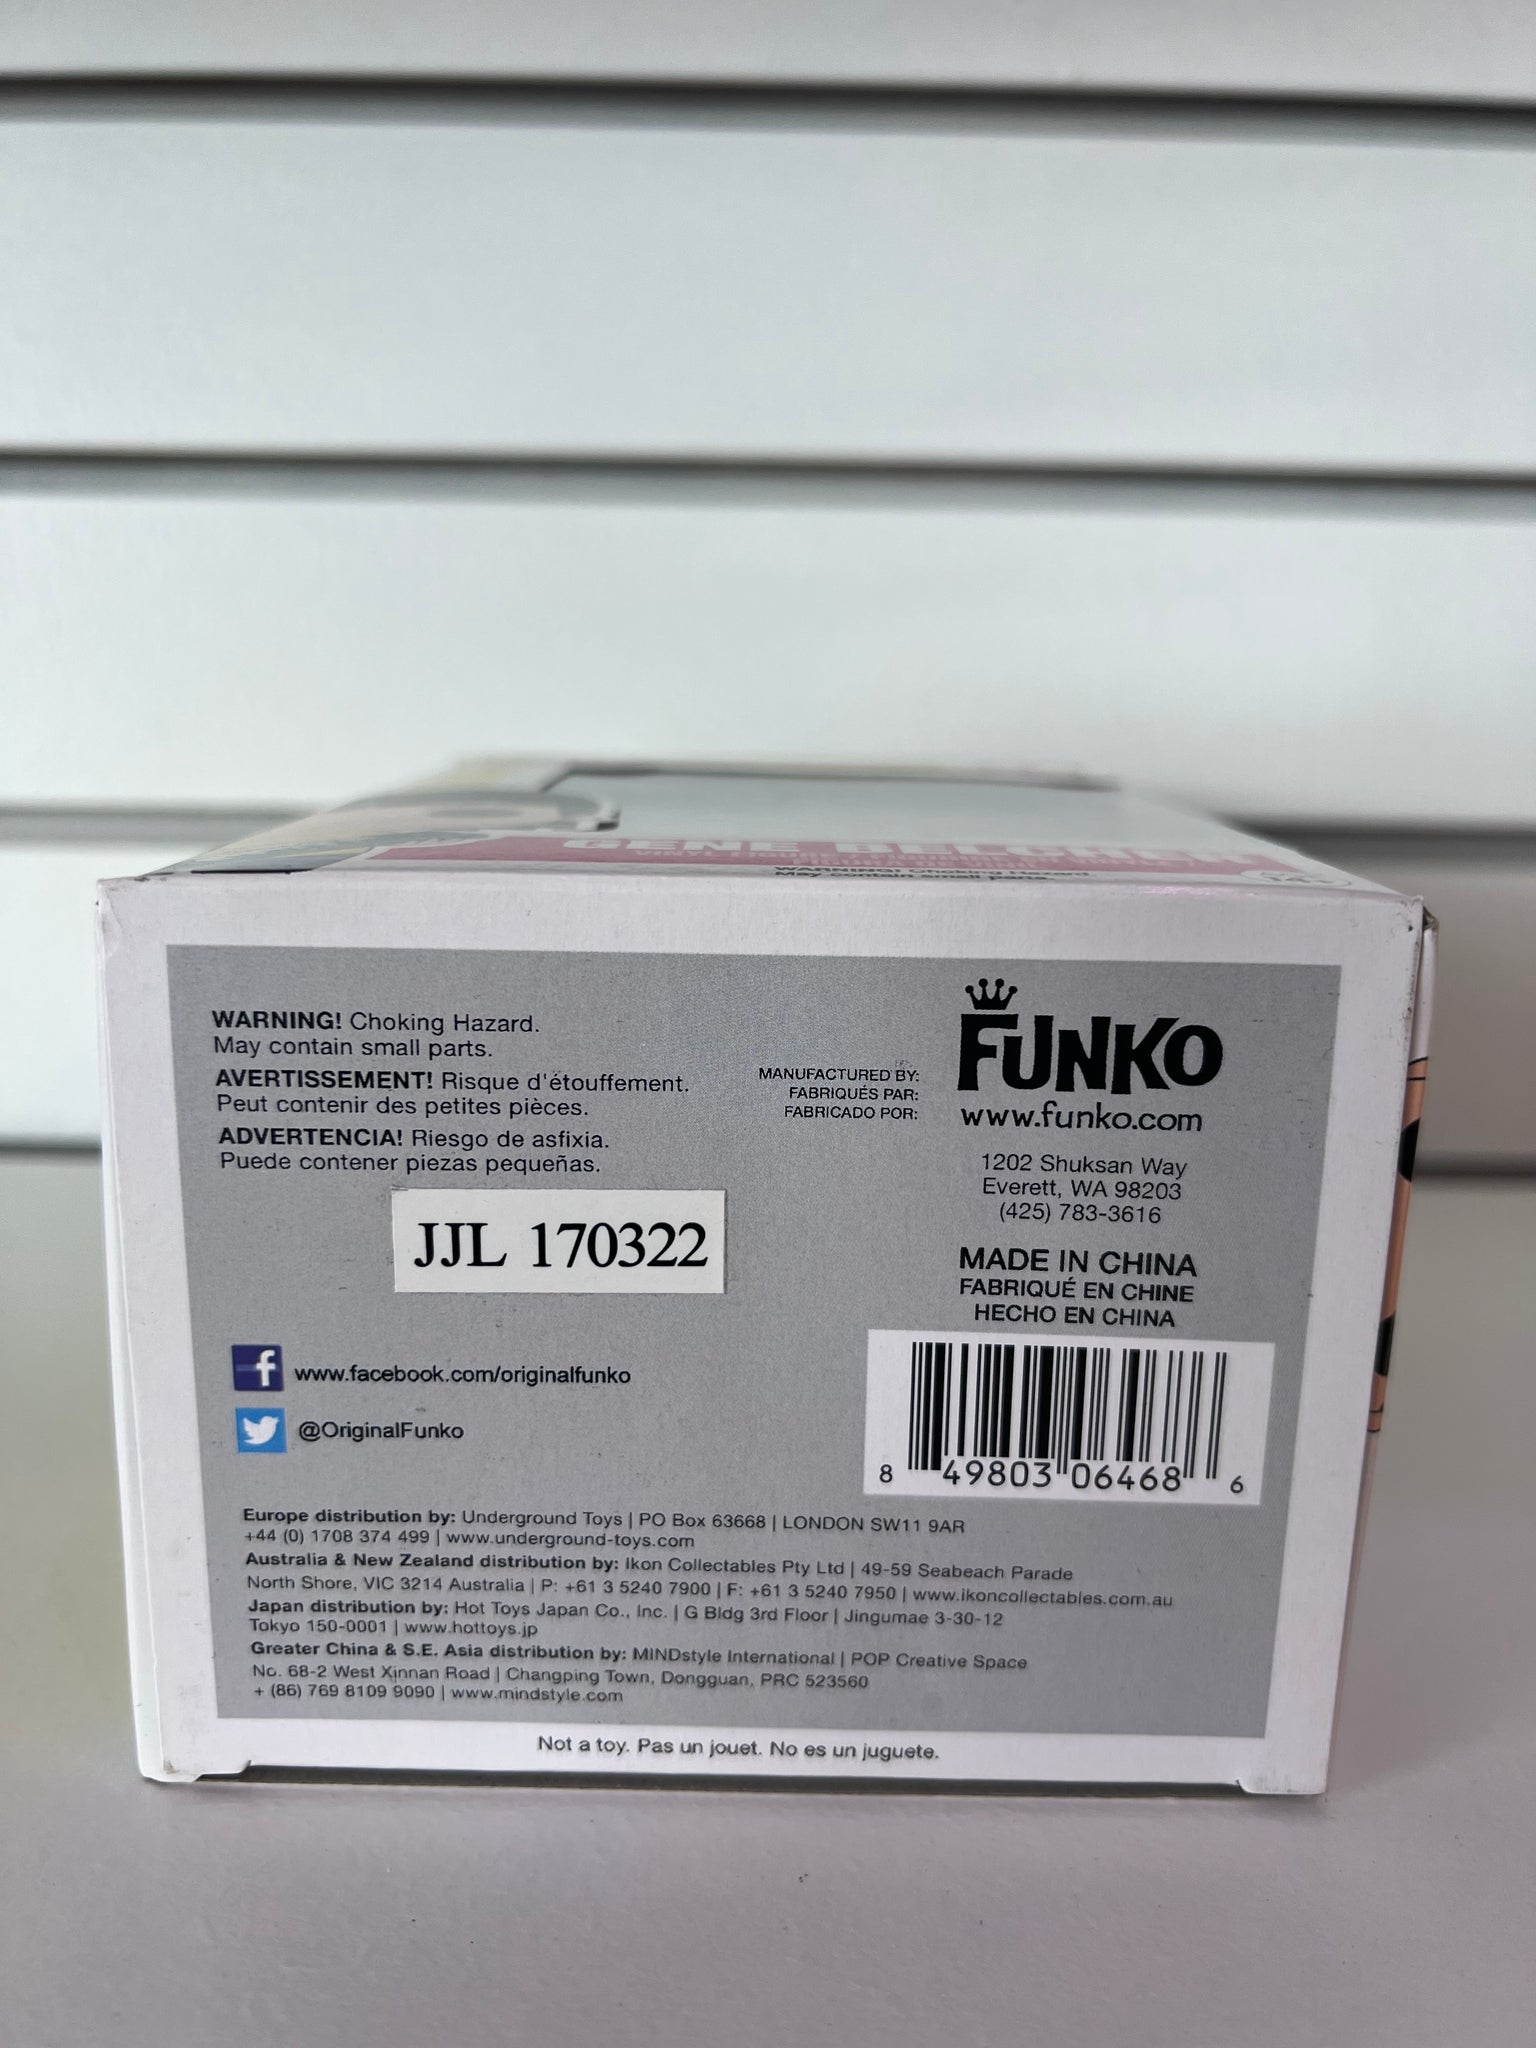 GENE BELCHER
WARNING! Choking Hazard
May contain small parts.
WARNING! Choking Hazard.
May contain small parts.
AVERTISSEMENT! Risque d'étouffement.
Peut contenir des petites pièces.
ADVERTENCIA! Riesgo de asfixia.
Puede contener piezas pequeñas.
JJL 170322
MANUFACTURED BY:
FABRIQUÉS PAR:
FABRICADO POR:
FUNKO
www.funko.com
1202 Shuksan Way
Everett, WA 98203
(425) 783-3616
MADE IN CHINA
FABRIQUÉ EN CHINE
HECHO EN CHINA
8 49803 06468 6
f www.facebook.com/originalfunko
@OriginalFunko
Europe distribution by: Underground Toys | PO Box 63668 | LONDON SW11 9AR
+44 (0) 1708 374 499 | www.underground-toys.com
Australia & New Zealand distribution by: Ikon Collectables Pty Ltd | 49-59 Seabeach Parade
North Shore, VIC 3214 Australia | P: +61 3 5240 7900 | F: +61 3 5240 7950 | www.ikoncollectables.com.au
Japan distribution by: Hot Toys Japan Co., Inc. | G Bldg 3rd Floor | Jingumae 3-30-12
Tokyo 150-0001 | www.hottoys.jp
Greater China & S.E. Asia distribution by: MINDstyle International | POP Creative Space
No. 68-2 West Xinnan Road | Changping Town, Dongguan, PRC 523560
+ (86) 769 8109 9090 | www.mindstyle.com
Not a toy. Pas un jouet. No es un juguete.